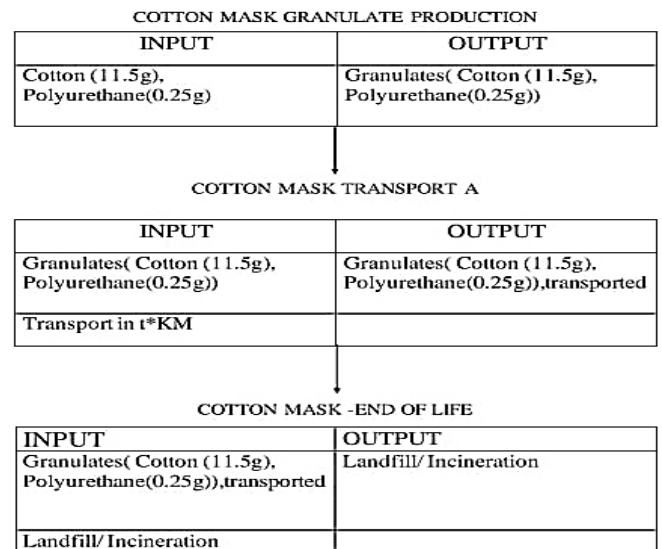 COTTON MASK GRANULATE PRODUCTION
INPUT
OUTPUT
Cotton (11.5g),
Polyurethane(0.25g)
Granulates( Cotton (11.5g),
Polyurethane(0.25g))
COTTON MASK TRANSPORT A
INPUT
OUTPUT
Granulates( Cotton (11.5g),
Polyurethane(0.25g))
Granulates( Cotton (11.5g),
Polyurethane(0.25g)),transported
Transport in t*KM
COTTON MASK -END OF LIFE
INPUT
OUTPUT
Granulates( Cotton (11.5g),
Polyurethane(0.25g)),transported
Landfill/ Incineration
Landfill/ Incineration